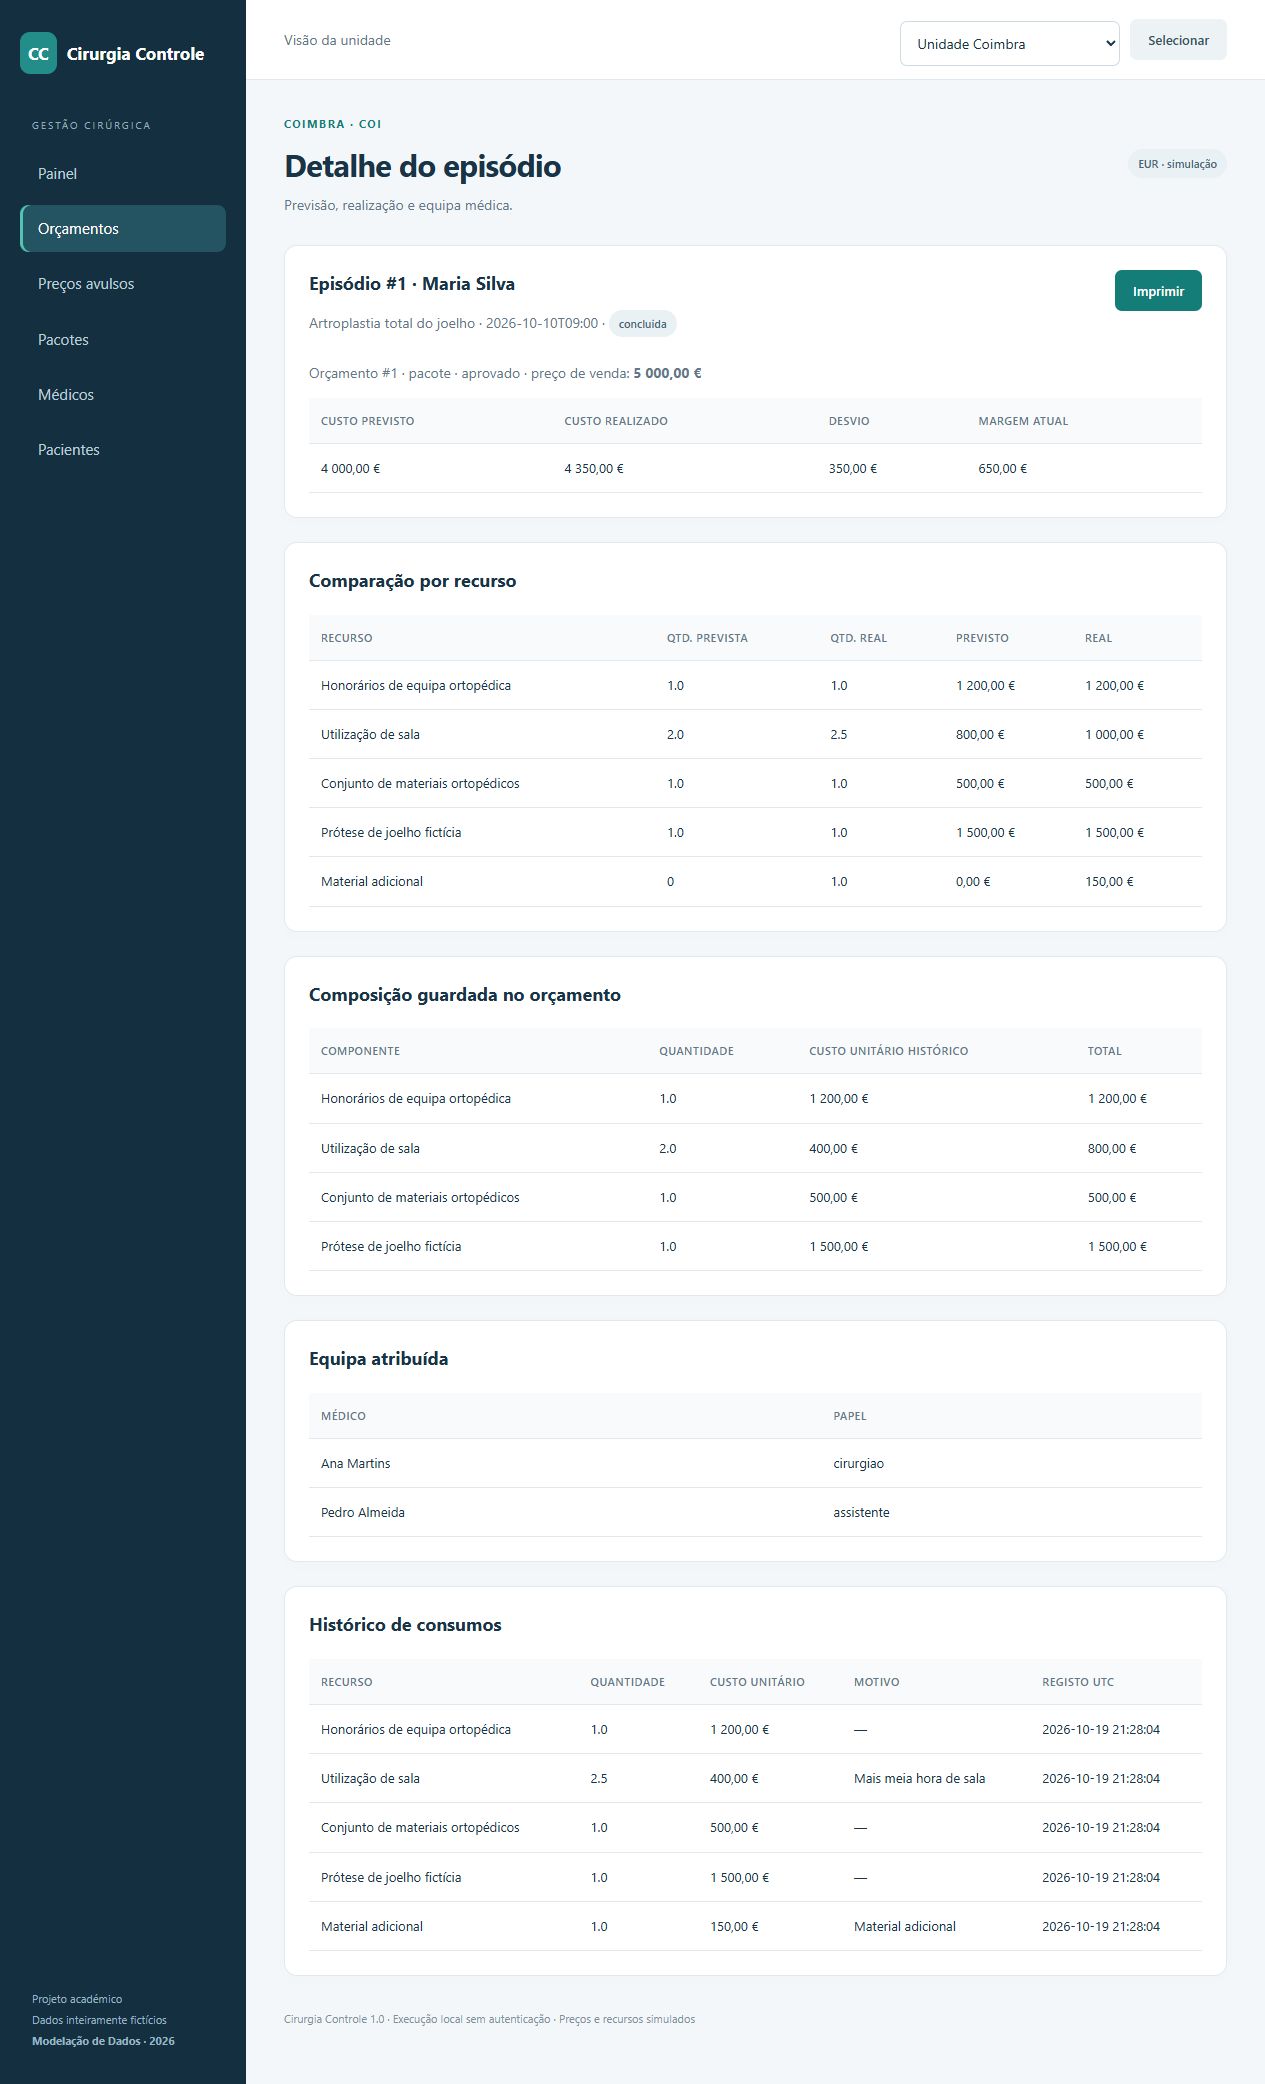 CC Cirurgia Controle
GESTÃO CIRÚRGICA
Painel
Orçamentos
Preços avulsos
Pacotes
Médicos
Pacientes
Projeto académico
Dados inteiramente fictícios
Modelação de Dados · 2026
Visão da unidade
Unidade Coimbra
Selecionar
COIMBRA · COI
Detalhe do episódio
EUR · simulação
Previsão, realização e equipa médica.
Episódio #1 · Maria Silva
Imprimir
Artroplastia total do joelho · 2026-10-10T09:00 · concluida
Orçamento #1 · pacote · aprovado · preço de venda: 5 000,00 €
CUSTO PREVISTO CUSTO REALIZADO DESVIO MARGEM ATUAL
4 000,00 € 4 350,00 € 350,00 € 650,00 €
Comparação por recurso
RECURSO QTD. PREVISTA QTD. REAL PREVISTO REAL
Honorários de equipa ortopédica 1.0 1.0 1 200,00 € 1 200,00 €
Utilização de sala 2.0 2.5 800,00 € 1 000,00 €
Conjunto de materiais ortopédicos 1.0 1.0 500,00 € 500,00 €
Prótese de joelho fictícia 1.0 1.0 1 500,00 € 1 500,00 €
Material adicional 0 1.0 0,00 € 150,00 €
Composição guardada no orçamento
COMPONENTE QUANTIDADE CUSTO UNITÁRIO HISTÓRICO TOTAL
Honorários de equipa ortopédica 1.0 1 200,00 € 1 200,00 €
Utilização de sala 2.0 400,00 € 800,00 €
Conjunto de materiais ortopédicos 1.0 500,00 € 500,00 €
Prótese de joelho fictícia 1.0 1 500,00 € 1 500,00 €
Equipa atribuída
MÉDICO PAPEL
Ana Martins cirurgiao
Pedro Almeida assistente
Histórico de consumos
RECURSO QUANTIDADE CUSTO UNITÁRIO MOTIVO REGISTO UTC
Honorários de equipa ortopédica 1.0 1 200,00 € — 2026-10-19 21:28:04
Utilização de sala 2.5 400,00 € Mais meia hora de sala 2026-10-19 21:28:04
Conjunto de materiais ortopédicos 1.0 500,00 € — 2026-10-19 21:28:04
Prótese de joelho fictícia 1.0 1 500,00 € — 2026-10-19 21:28:04
Material adicional 1.0 150,00 € Material adicional 2026-10-19 21:28:04
Cirurgia Controle 1.0 · Execução local sem autenticação · Preços e recursos simulados